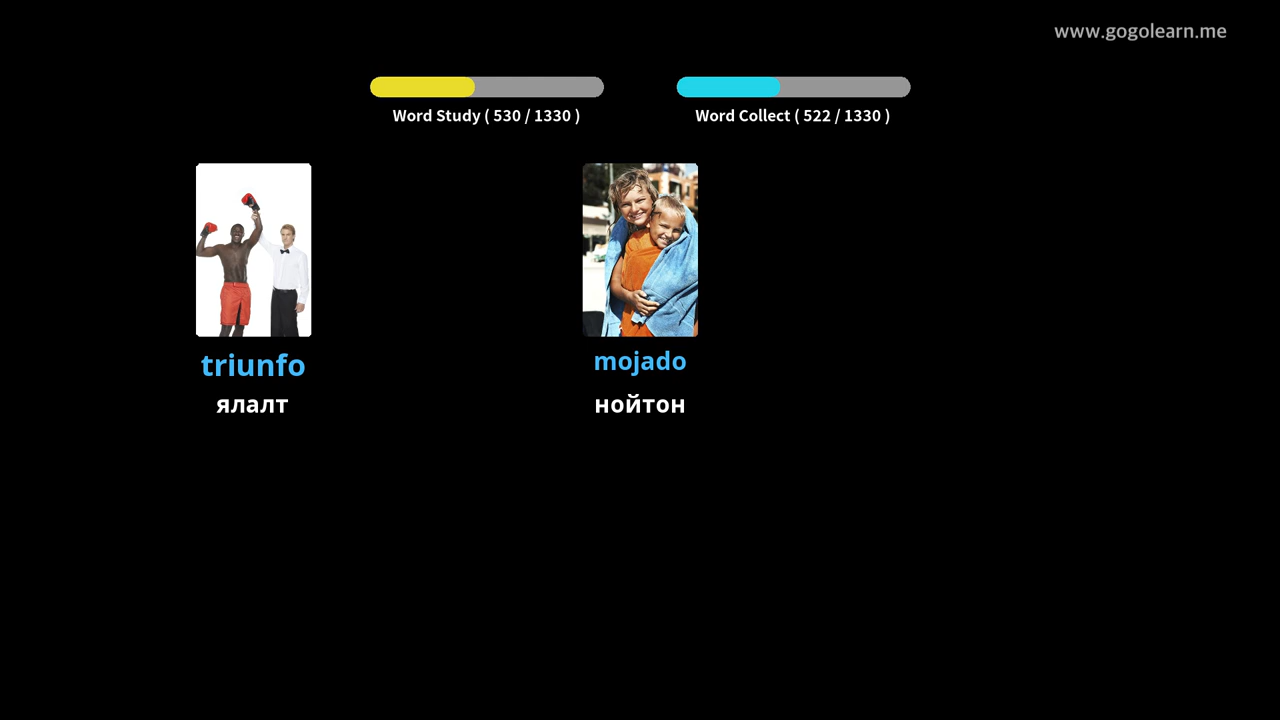 www.gogolearn.me
Word Study ( 530 / 1330 )
Word Collect ( 522 / 1330 )
triunfo
ялалт
mojado
нойтон